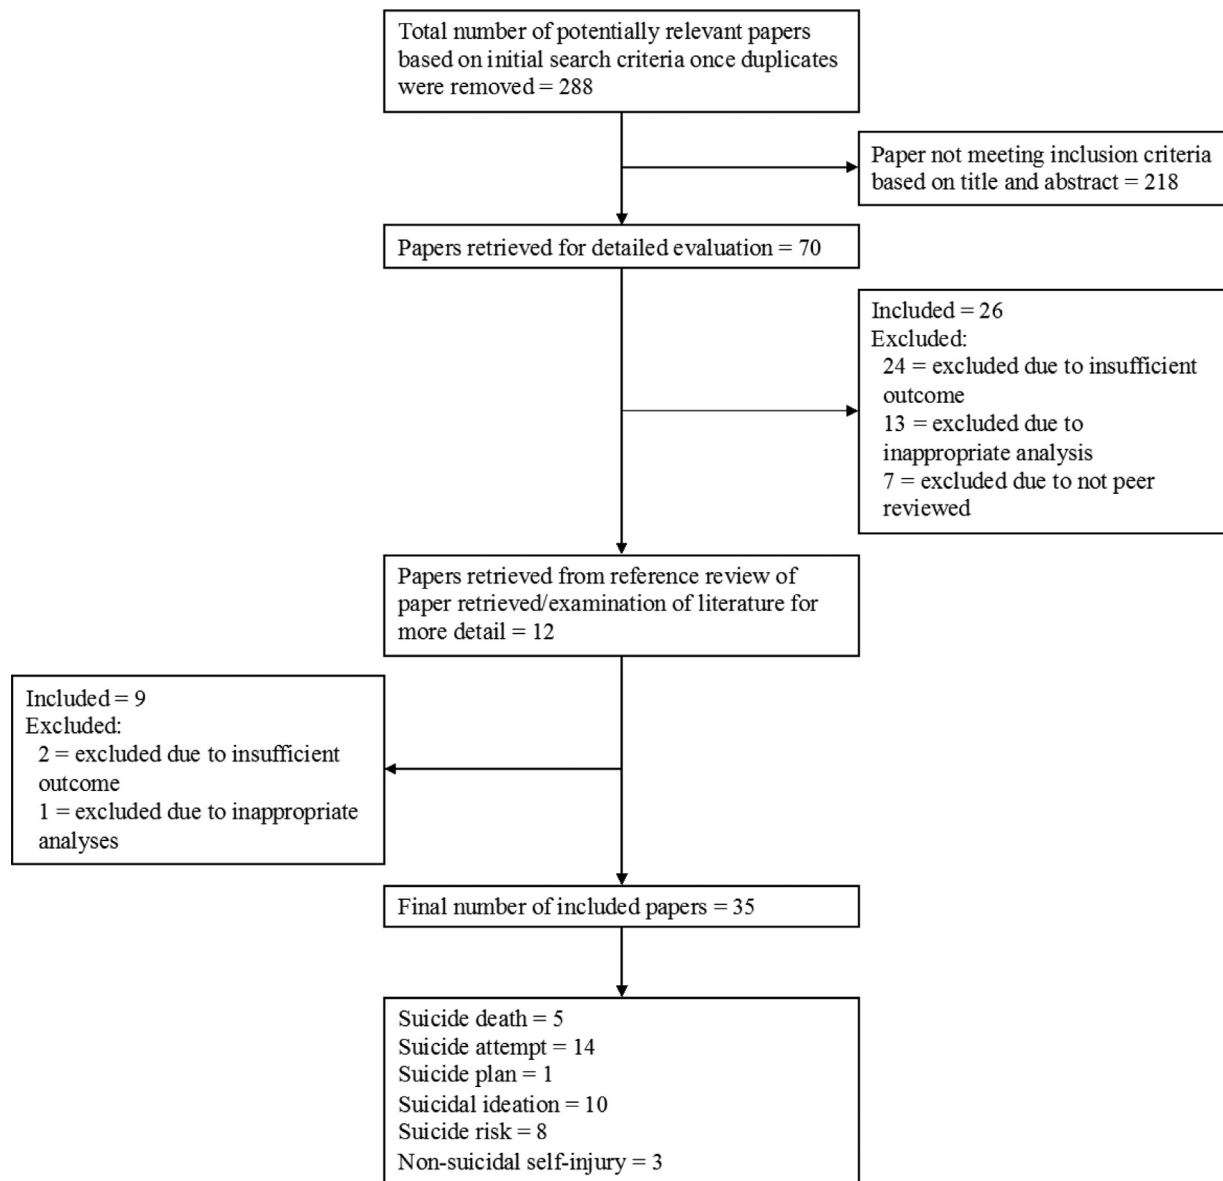 Total number of potentially relevant papers
based on initial search criteria once duplicates
were removed = 288
Paper not meeting inclusion criteria
based on title and abstract = 218
Papers retrieved for detailed evaluation = 70
Included = 26
Excluded:
24 = excluded due to insufficient
outcome
13 = excluded due to
inappropriate analysis
7 = excluded due to not peer
reviewed
Papers retrieved from reference review of
paper retrieved/examination of literature for
more detail = 12
Included = 9
Excluded:
2 = excluded due to insufficient
outcome
1 = excluded due to inappropriate
analyses
Final number of included papers = 35
Suicide death = 5
Suicide attempt = 14
Suicide plan = 1
Suicidal ideation = 10
Suicide risk = 8
Non-suicidal self-injury = 3